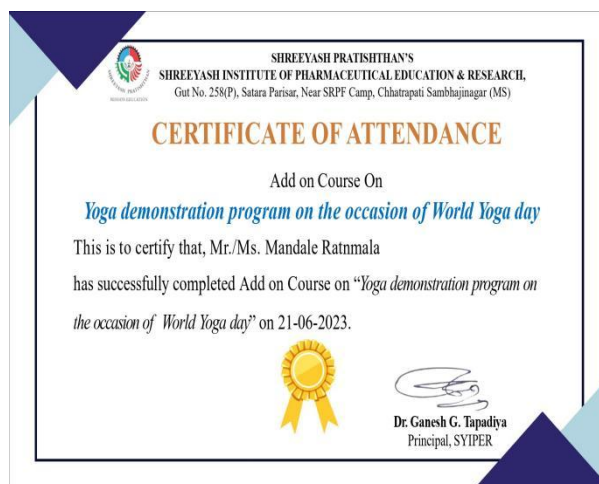 SHREEYASH PRATISHTHAN'S
SHREEYASH INSTITUTE OF PHARMACEUTICAL EDUCATION & RESEARCH,
Gut No. 258(P), Satara Parisar, Near SRPF Camp, Chhatrapati Sambhajinagar (MS)
SHREEYASH PRATISHTHAN
CERTIFICATE OF ATTENDANCE
Add on Course On
Yoga demonstration program on the occasion of World Yoga day
This is to certify that, Mr./Ms. Mandale Ratnmala
has successfully completed Add on Course on “Yoga demonstration program on
the occasion of World Yoga day” on 21-06-2023.
Dr. Ganesh G. Tapadiya
Principal, SYIPER